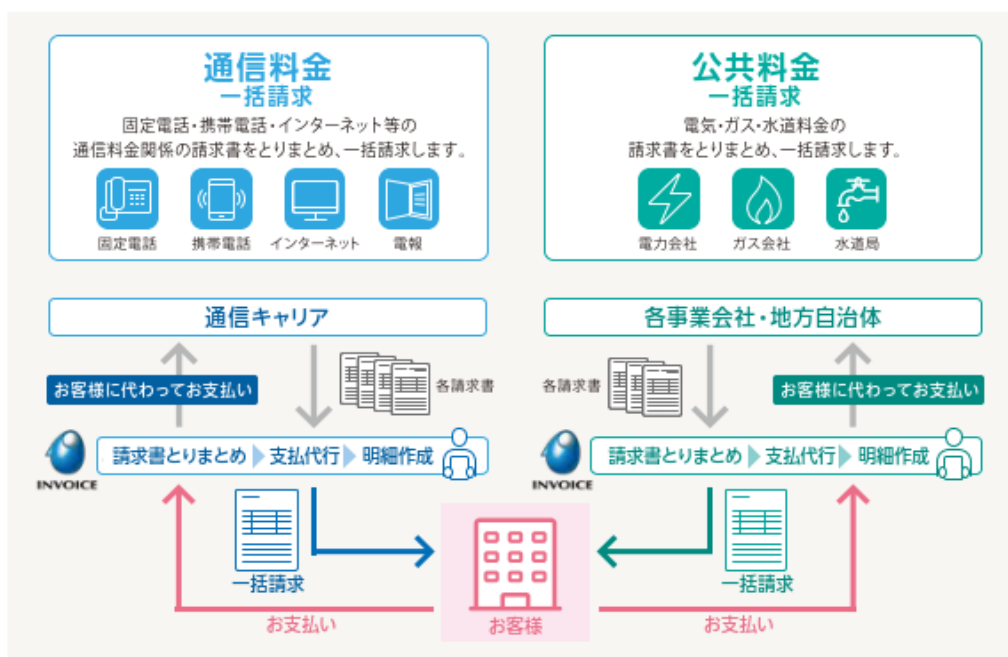 通信料金
一括請求
固定電話・携帯電話・インターネット等の
通信料金関係の請求書をとりまとめ、一括請求します。
固定電話
携帯電話
インターネット
電報
公共料金
一括請求
電気・ガス・水道料金の
請求書をとりまとめ、一括請求します。
電力会社
ガス会社
水道局
通信キャリア
各事業会社・地方自治体
お客様に代わってお支払い
各請求書
各請求書
お客様に代わってお支払い
INVOICE
請求書とりまとめ
支払代行
明細作成
INVOICE
請求書とりまとめ
支払代行
明細作成
一括請求
一括請求
お支払い
お客様
お支払い